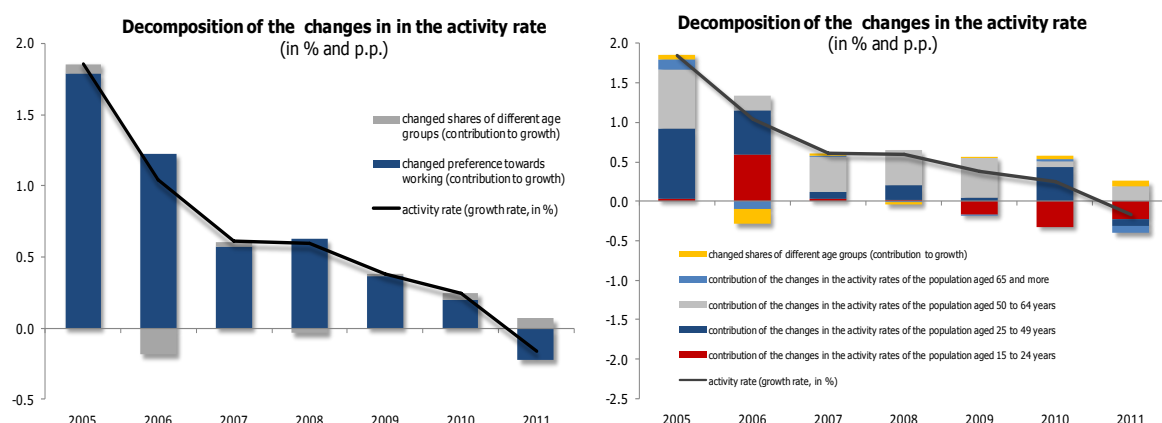 Decomposition of the changes in in the activity rate
(in % and p.p.)
2.0
1.5
1.0
0.5
0.0
-0.5
changed shares of different age
groups (contribution to growth)
changed preference towards
working (contribution to growth)
activity rate (growth rate, in %)
2005 2006 2007 2008 2009 2010 2011
Decomposition of the changes in the activity rate
(in % and p.p.)
2.0
1.5
1.0
0.5
0.0
-0.5
-1.0
-1.5
-2.0
-2.5
changed shares of different age groups (contribution to growth)
contribution of the changes in the activity rates of the population aged 65 and more
contribution of the changes in the activity rates of the population aged 50 to 64 years
contribution of the changes in the activity rates of the population aged 25 to 49 years
contribution of the changes in the activity rates of the population aged 15 to 24 years
activity rate (growth rate, in %)
2005 2006 2007 2008 2009 2010 2011